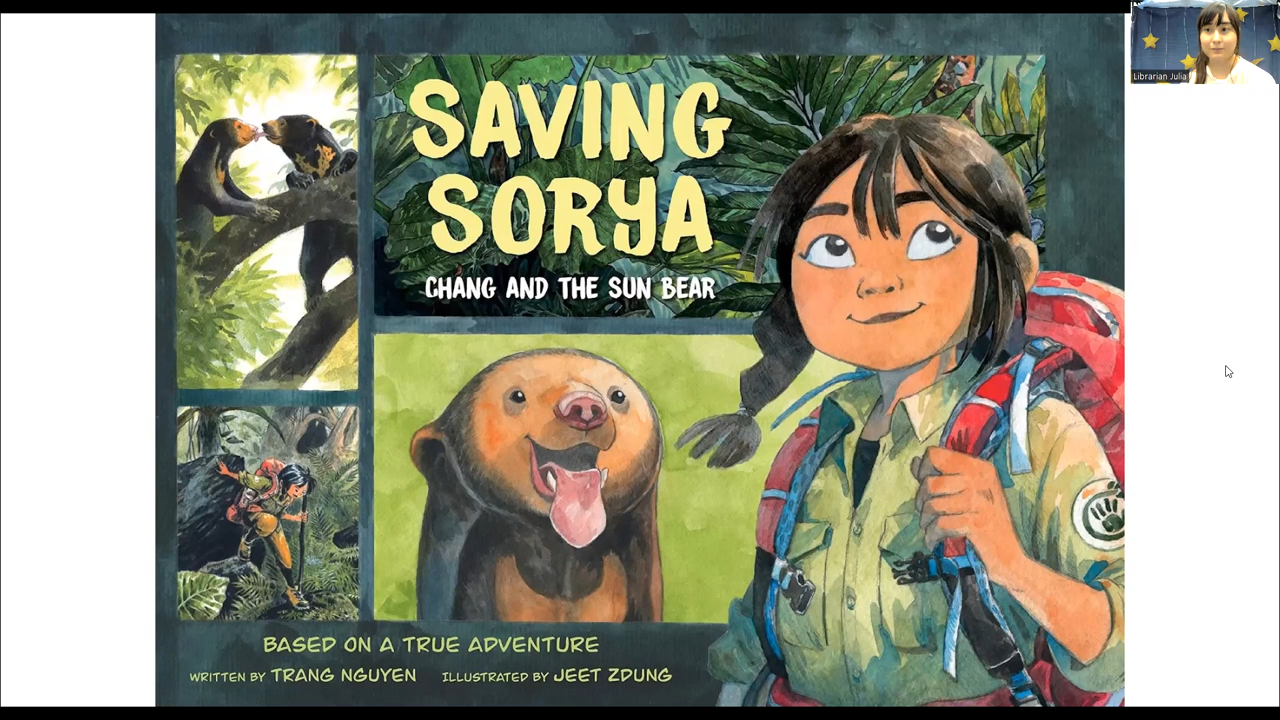 SAVING
SORYA
CHANG AND THE SUN BEAR
BASED ON A TRUE ADVENTURE
WRITTEN BY TRANG NGUYEN ILLUSTRATED BY JEET ZDUNG
Librarian Julia